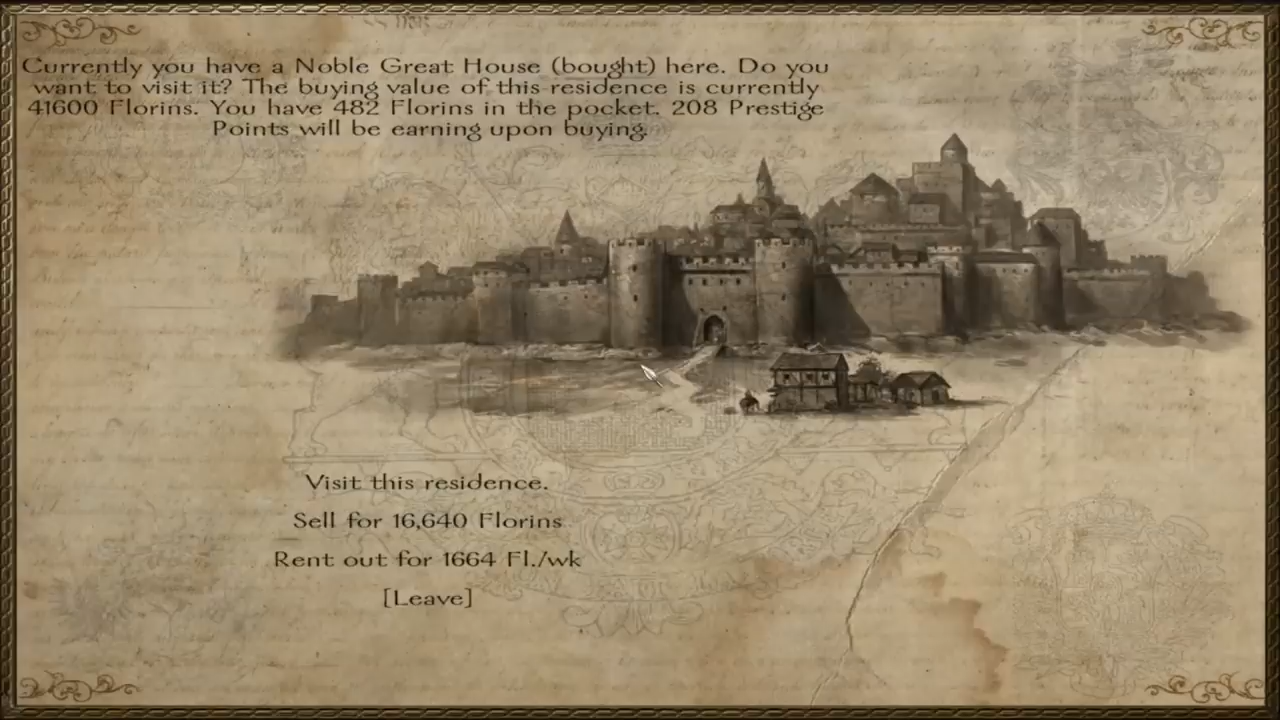 Currently you have a Noble Great House (bought) here. Do you
want to visit it? The buying value of this residence is currently
41600 Florins. You have 482 Florins in the pocket. 208 Prestige
Points will be earning upon buying.
Visit this residence.
Sell for 16,640 Florins
Rent out for 1664 Fl./wk
[Leave]